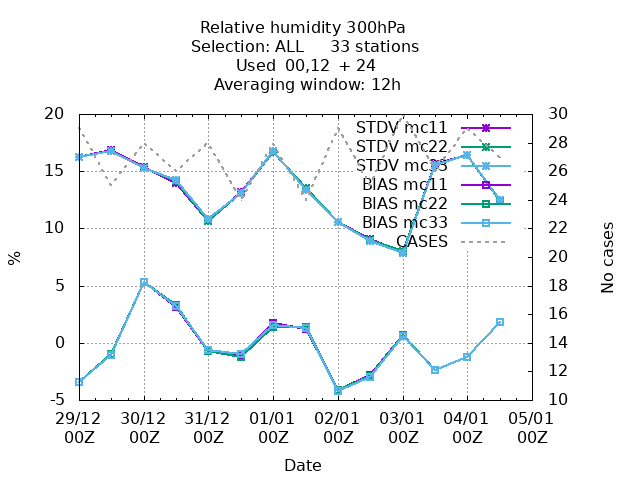 Relative humidity 300hPa
Selection: ALL 33 stations
Used 00,12 + 24
Averaging window: 12h
20
15
10
5
0
-5
%
30
28
26
24
22
20
18
16
14
12
10
No cases
STDV mc11
STDV mc22
STDV mc33
BIAS mc11
BIAS mc22
BIAS mc33
CASES
29/12 30/12 31/12 01/01 02/01 03/01 04/01 05/01
00Z 00Z 00Z 00Z 00Z 00Z 00Z 00Z
Date